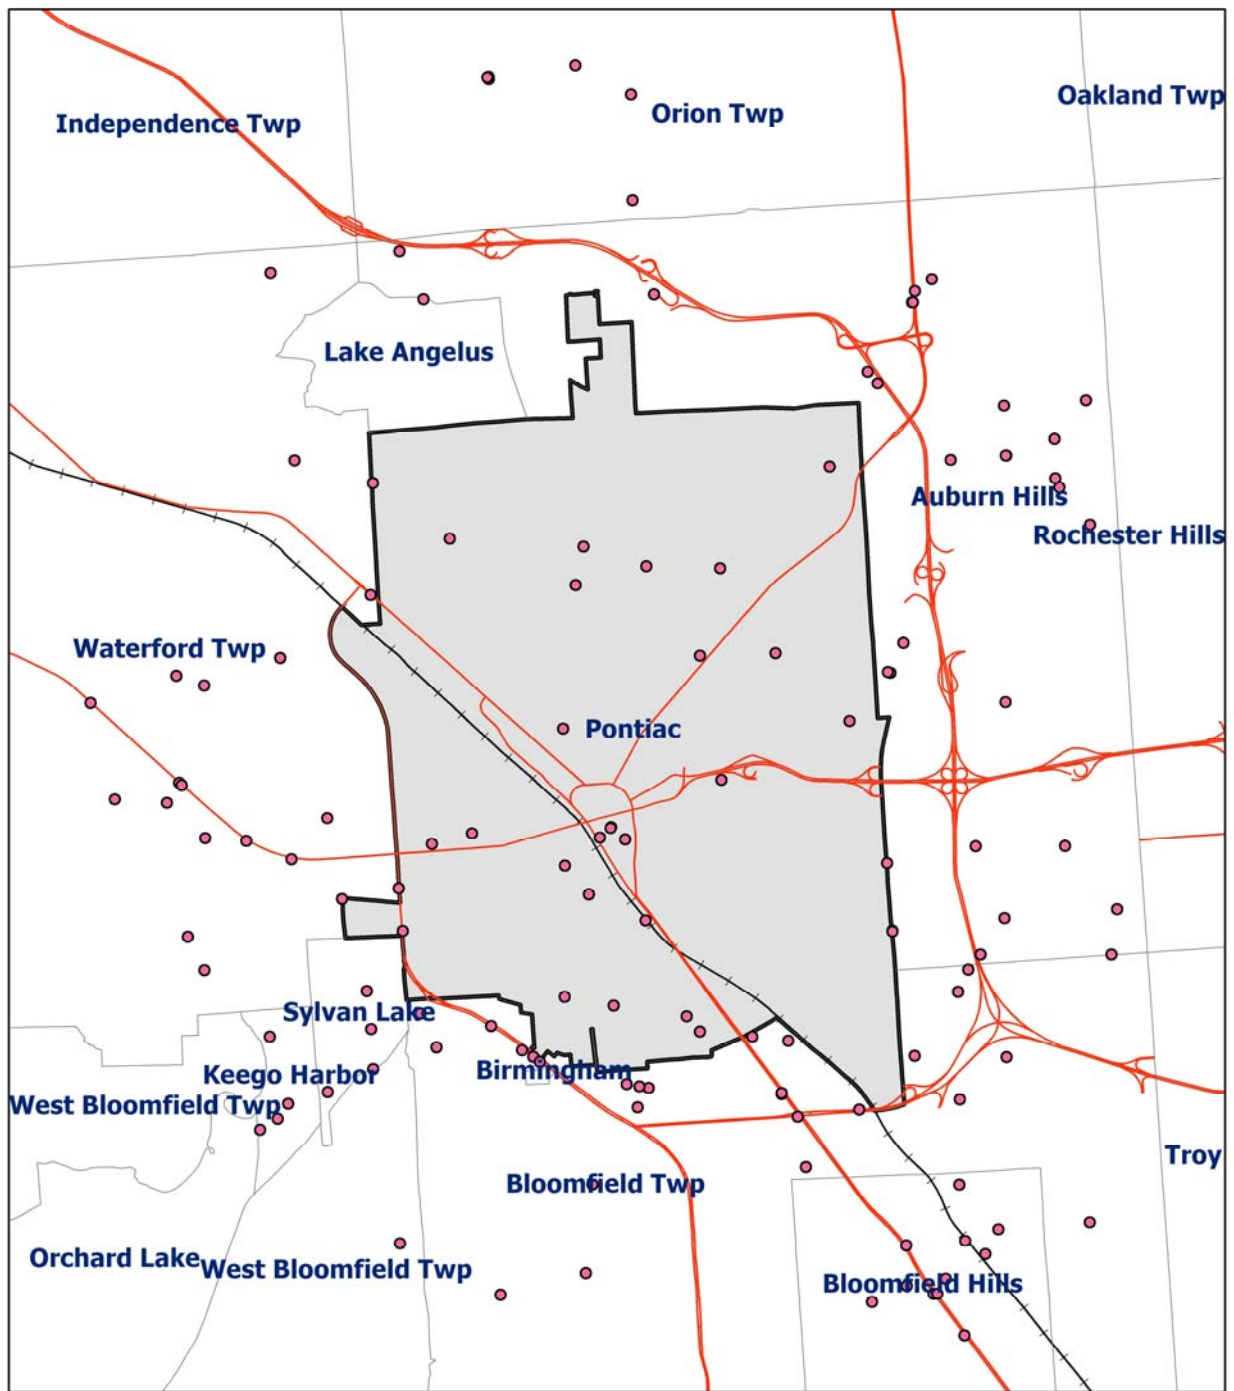 Oakland Twp
Orion Twp
Independence Twp
Lake Angelus
Auburn Hills
Rochester Hills
Waterford Twp
Pontiac
Sylvan Lake
Birmingham
Keego Harbor
West Bloomfield Twp
Troy
Bloomfield Twp
Orchard Lake
West Bloomfield Twp
Bloomfield Hills